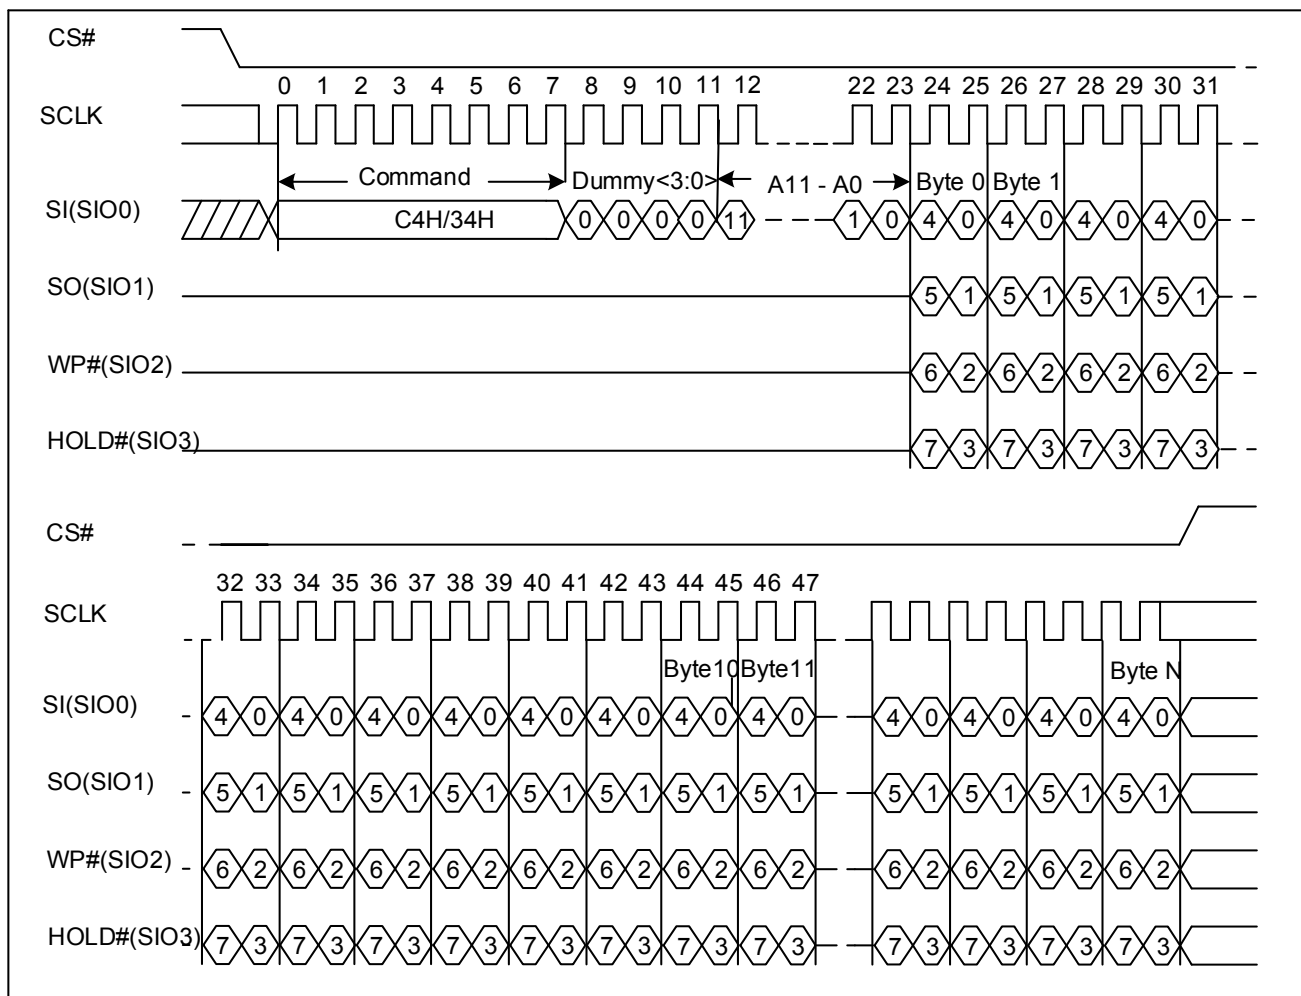 CS#
0 1 2 3 4 5 6 7 8 9 10 11 12 22 23 24 25 26 27 28 29 30 31
SCLK
Command Dummy<3:0> A11 - A0 Byte 0 Byte 1
SI(SIO0) C4H/34H 0 0 0 0 11 1 0 4 0 4 0 4 0 4 0
SO(SIO1) 5 1 5 1 5 1 5 1
WP#(SIO2) 6 2 6 2 6 2 6 2
HOLD#(SIO3) 7 3 7 3 7 3 7 3
CS#
32 33 34 35 36 37 38 39 40 41 42 43 44 45 46 47
SCLK
Byte10 Byte11 Byte N
SI(SIO0) 4 0 4 0 4 0 4 0 4 0 4 0 4 0 4 0 4 0 4 0 4 0 4 0
SO(SIO1) 5 1 5 1 5 1 5 1 5 1 5 1 5 1 5 1 5 1 5 1 5 1 5 1
WP#(SIO2) 6 2 6 2 6 2 6 2 6 2 6 2 6 2 6 2 6 2 6 2 6 2 6 2
HOLD#(SIO3) 7 3 7 3 7 3 7 3 7 3 7 3 7 3 7 3 7 3 7 3 7 3 7 3